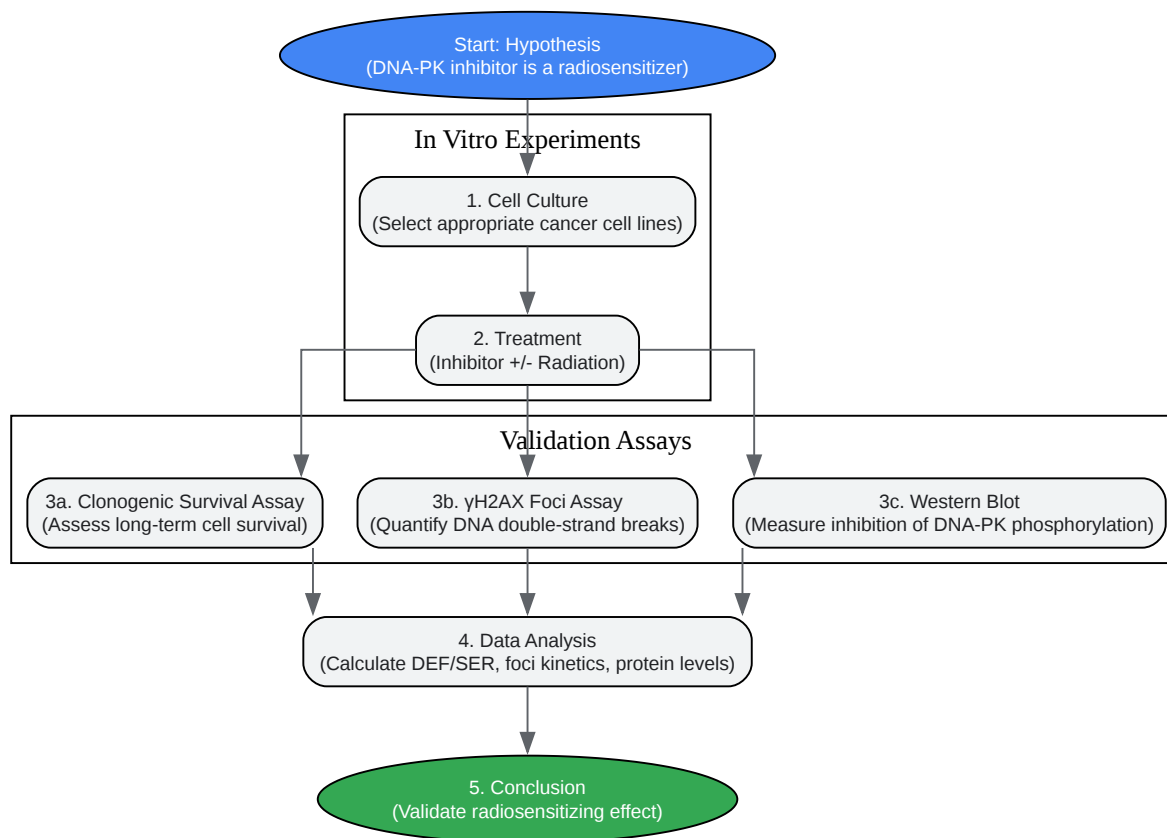 Start: Hypothesis
(DNA-PK inhibitor is a radiosensitizer)
In Vitro Experiments
1. Cell Culture
(Select appropriate cancer cell lines)
2. Treatment
(Inhibitor +/- Radiation)
Validation Assays
3a. Clonogenic Survival Assay
(Assess long-term cell survival)
3b. γH2AX Foci Assay
(Quantify DNA double-strand breaks)
3c. Western Blot
(Measure inhibition of DNA-PK phosphorylation)
4. Data Analysis
(Calculate DEF/SER, foci kinetics, protein levels)
5. Conclusion
(Validate radiosensitizing effect)